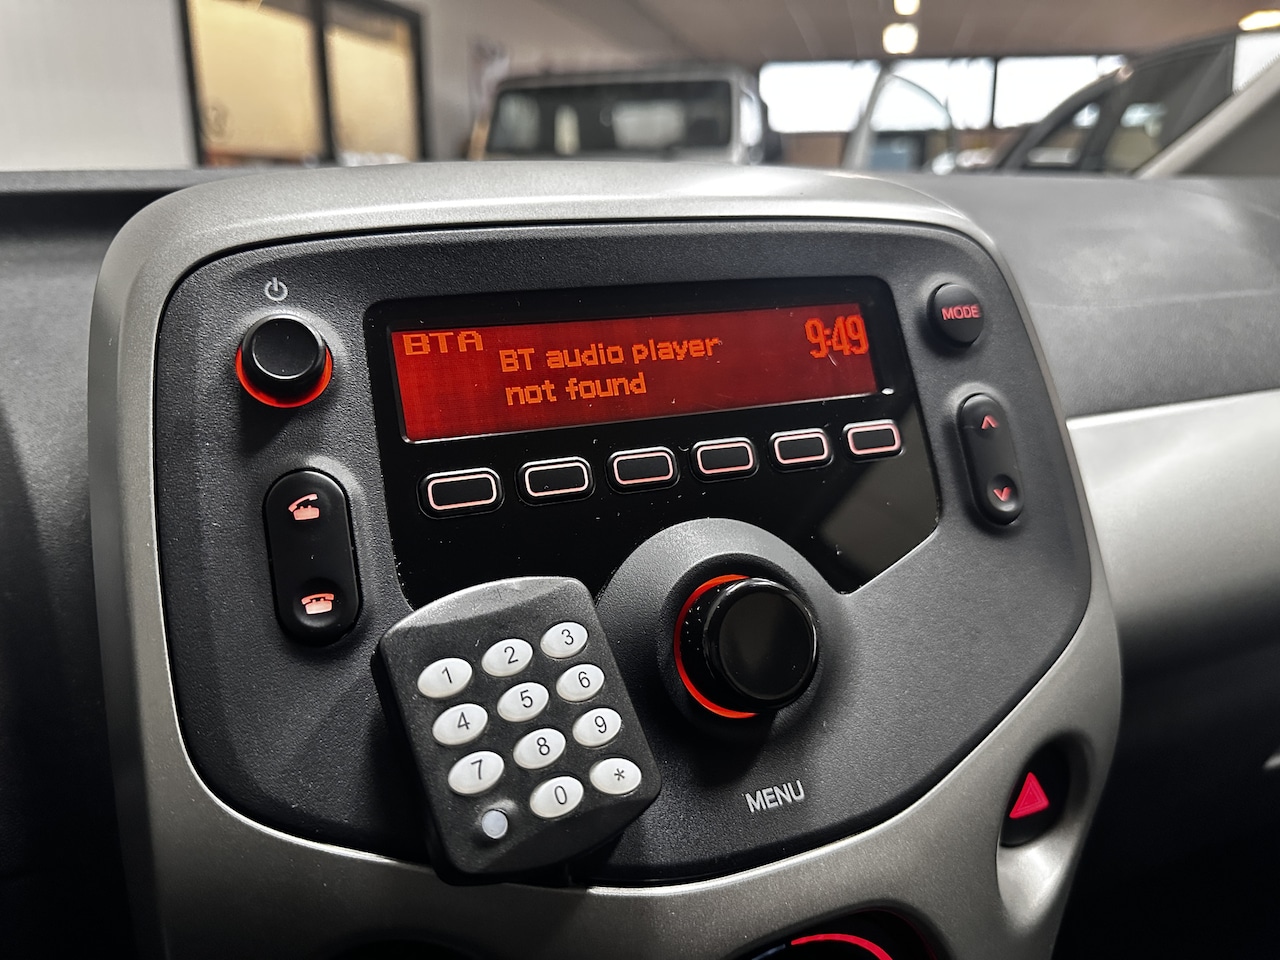 BTA
BT audio player
not found
9:49
MODE
MENU
1 2 3
4 5 6
7 8 9
0 *